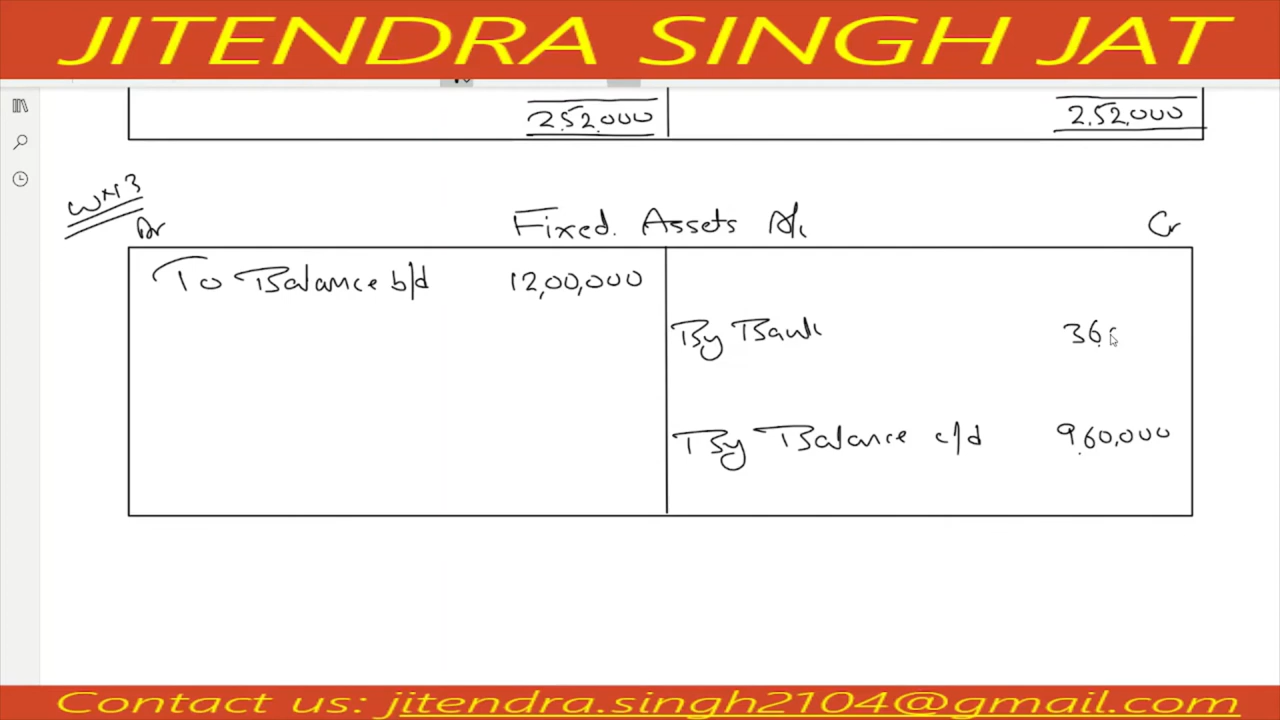 JITENDRA SINGH JAT
2,52,000 2,52,000
WN 3
Dr Fixed Assets A/c Cr
To Balance b/d 12,00,000
By Bank 36,
By Balance c/d 9,60,000
Contact us: jitendra.singh2104@gmail.com